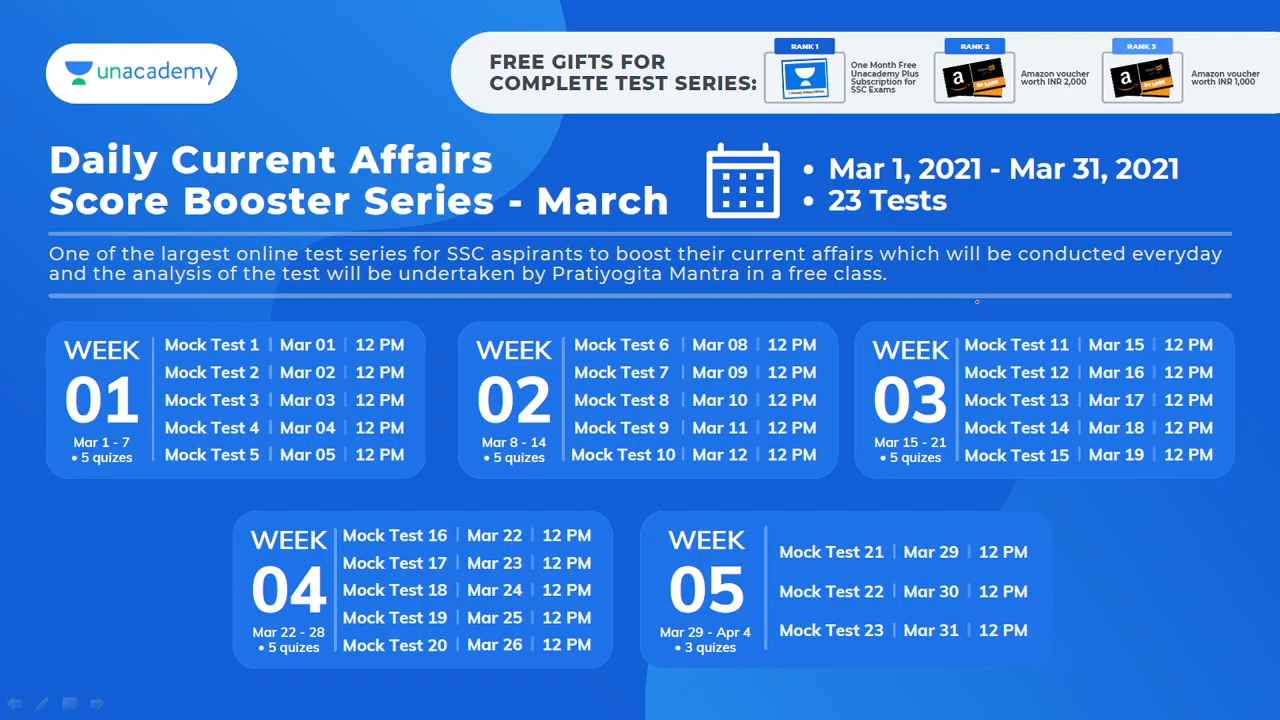 unacademy
FREE GIFTS FOR
COMPLETE TEST SERIES:
RANK 1
One Month Free
Unacademy Plus
Subscription for
SSC Exams
RANK 2
a
Amazon voucher
worth INR 2,000
RANK 3
a
Amazon voucher
worth INR 1,000
Daily Current Affairs
Score Booster Series - March
• Mar 1, 2021 - Mar 31, 2021
• 23 Tests
One of the largest online test series for SSC aspirants to boost their current affairs which will be conducted everyday
and the analysis of the test will be undertaken by Pratiyogita Mantra in a free class.
WEEK
01
Mar 1 - 7
• 5 quizes
Mock Test 1 | Mar 01 | 12 PM
Mock Test 2 | Mar 02 | 12 PM
Mock Test 3 | Mar 03 | 12 PM
Mock Test 4 | Mar 04 | 12 PM
Mock Test 5 | Mar 05 | 12 PM
WEEK
02
Mar 8 - 14
• 5 quizes
Mock Test 6 | Mar 08 | 12 PM
Mock Test 7 | Mar 09 | 12 PM
Mock Test 8 | Mar 10 | 12 PM
Mock Test 9 | Mar 11 | 12 PM
Mock Test 10 | Mar 12 | 12 PM
WEEK
03
Mar 15 - 21
• 5 quizes
Mock Test 11 | Mar 15 | 12 PM
Mock Test 12 | Mar 16 | 12 PM
Mock Test 13 | Mar 17 | 12 PM
Mock Test 14 | Mar 18 | 12 PM
Mock Test 15 | Mar 19 | 12 PM
WEEK
04
Mar 22 - 28
• 5 quizes
Mock Test 16 | Mar 22 | 12 PM
Mock Test 17 | Mar 23 | 12 PM
Mock Test 18 | Mar 24 | 12 PM
Mock Test 19 | Mar 25 | 12 PM
Mock Test 20 | Mar 26 | 12 PM
WEEK
05
Mar 29 - Apr 4
• 3 quizes
Mock Test 21 | Mar 29 | 12 PM
Mock Test 22 | Mar 30 | 12 PM
Mock Test 23 | Mar 31 | 12 PM